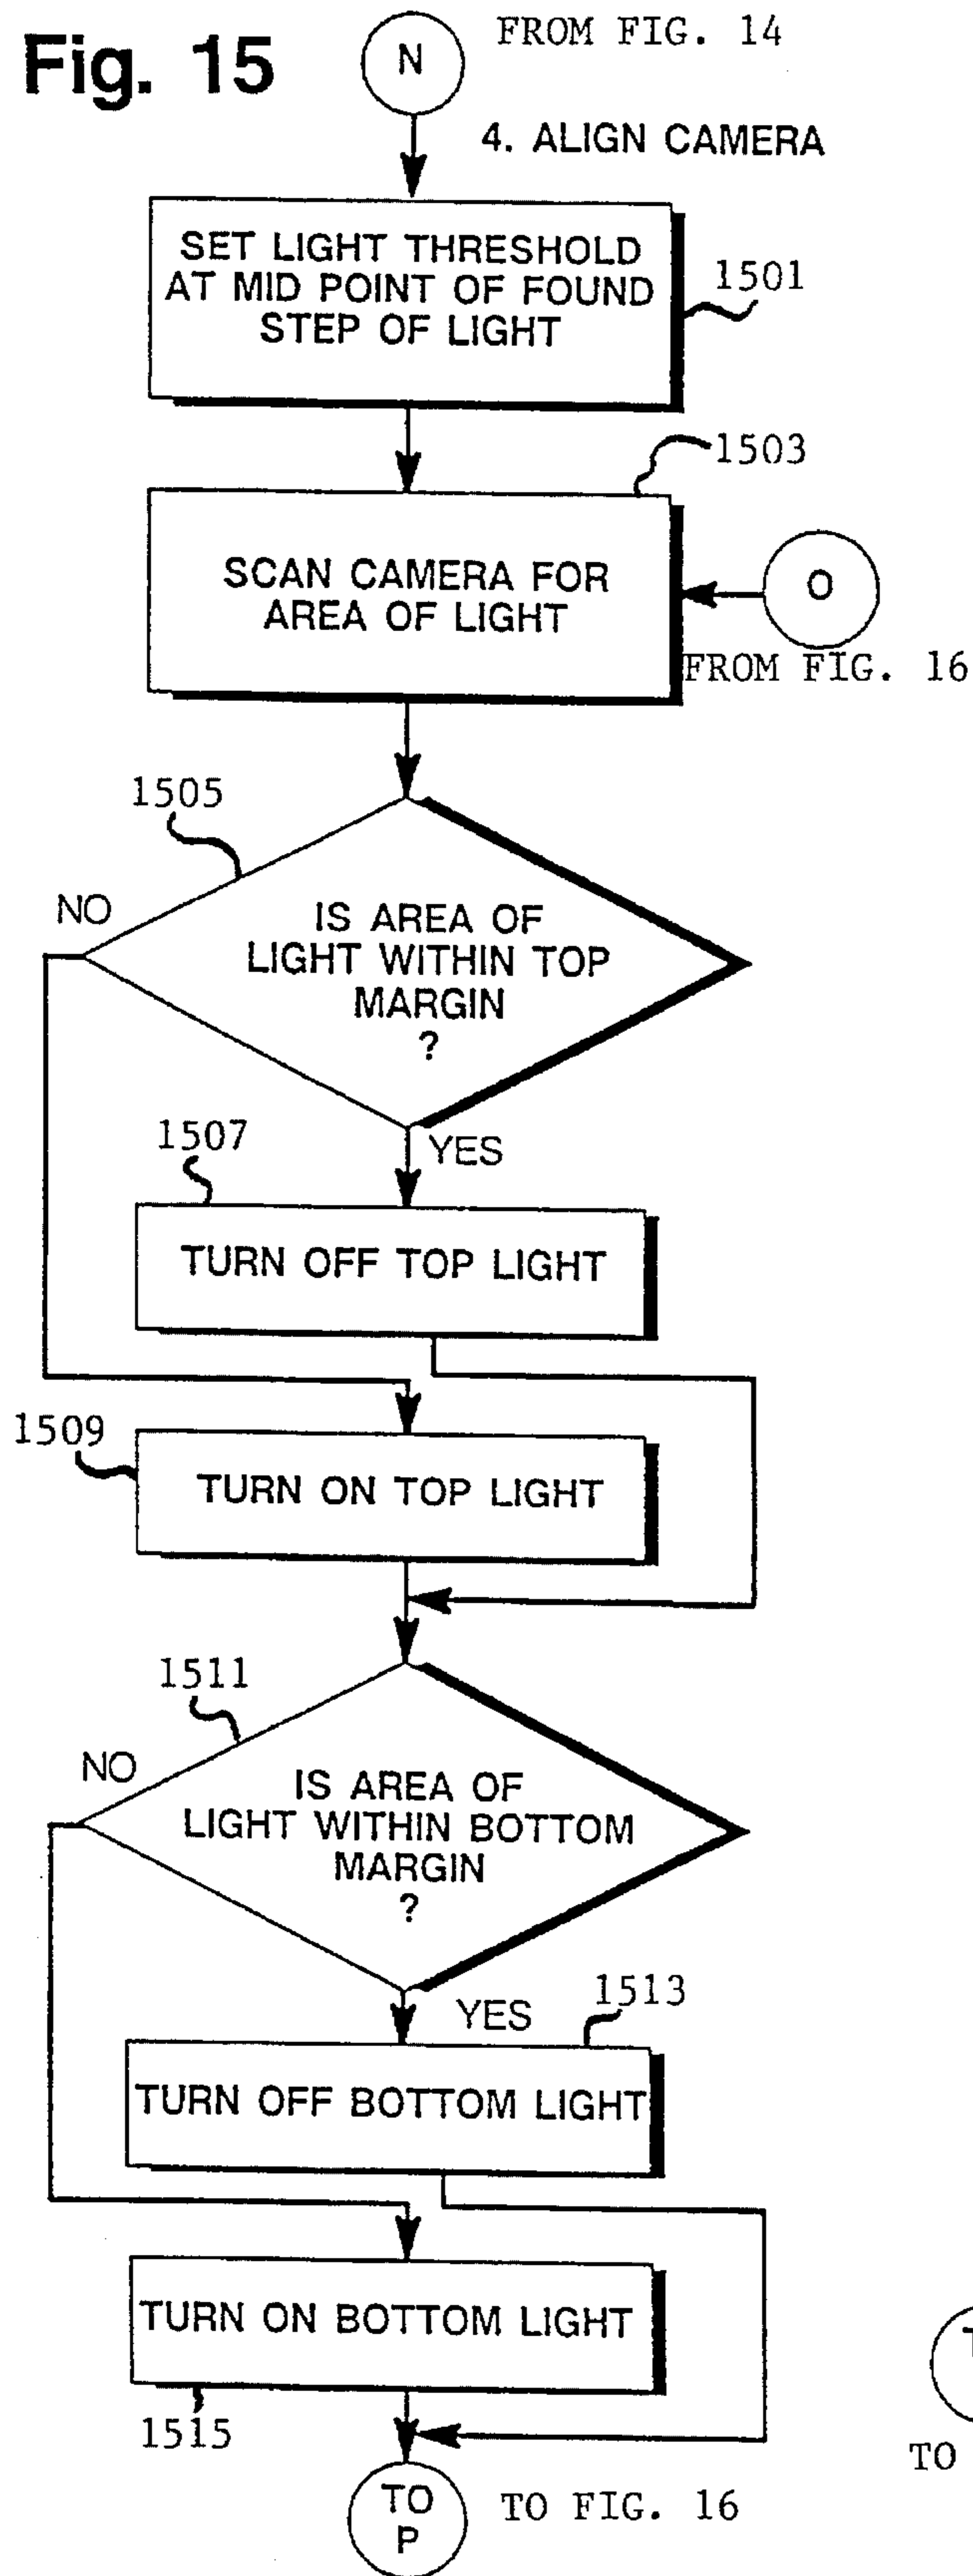 Fig. 15
N
FROM FIG. 14
4. ALIGN CAMERA
SET LIGHT THRESHOLD
AT MID POINT OF FOUND
STEP OF LIGHT
1501
1503
SCAN CAMERA FOR
AREA OF LIGHT
O
FROM FIG. 16
1505
NO
IS AREA OF
LIGHT WITHIN TOP
MARGIN
?
1507
YES
TURN OFF TOP LIGHT
1509
TURN ON TOP LIGHT
1511
NO
IS AREA OF
LIGHT WITHIN BOTTOM
MARGIN
?
YES
1513
TURN OFF BOTTOM LIGHT
TURN ON BOTTOM LIGHT
1515
TO
P
TO FIG. 16
TO